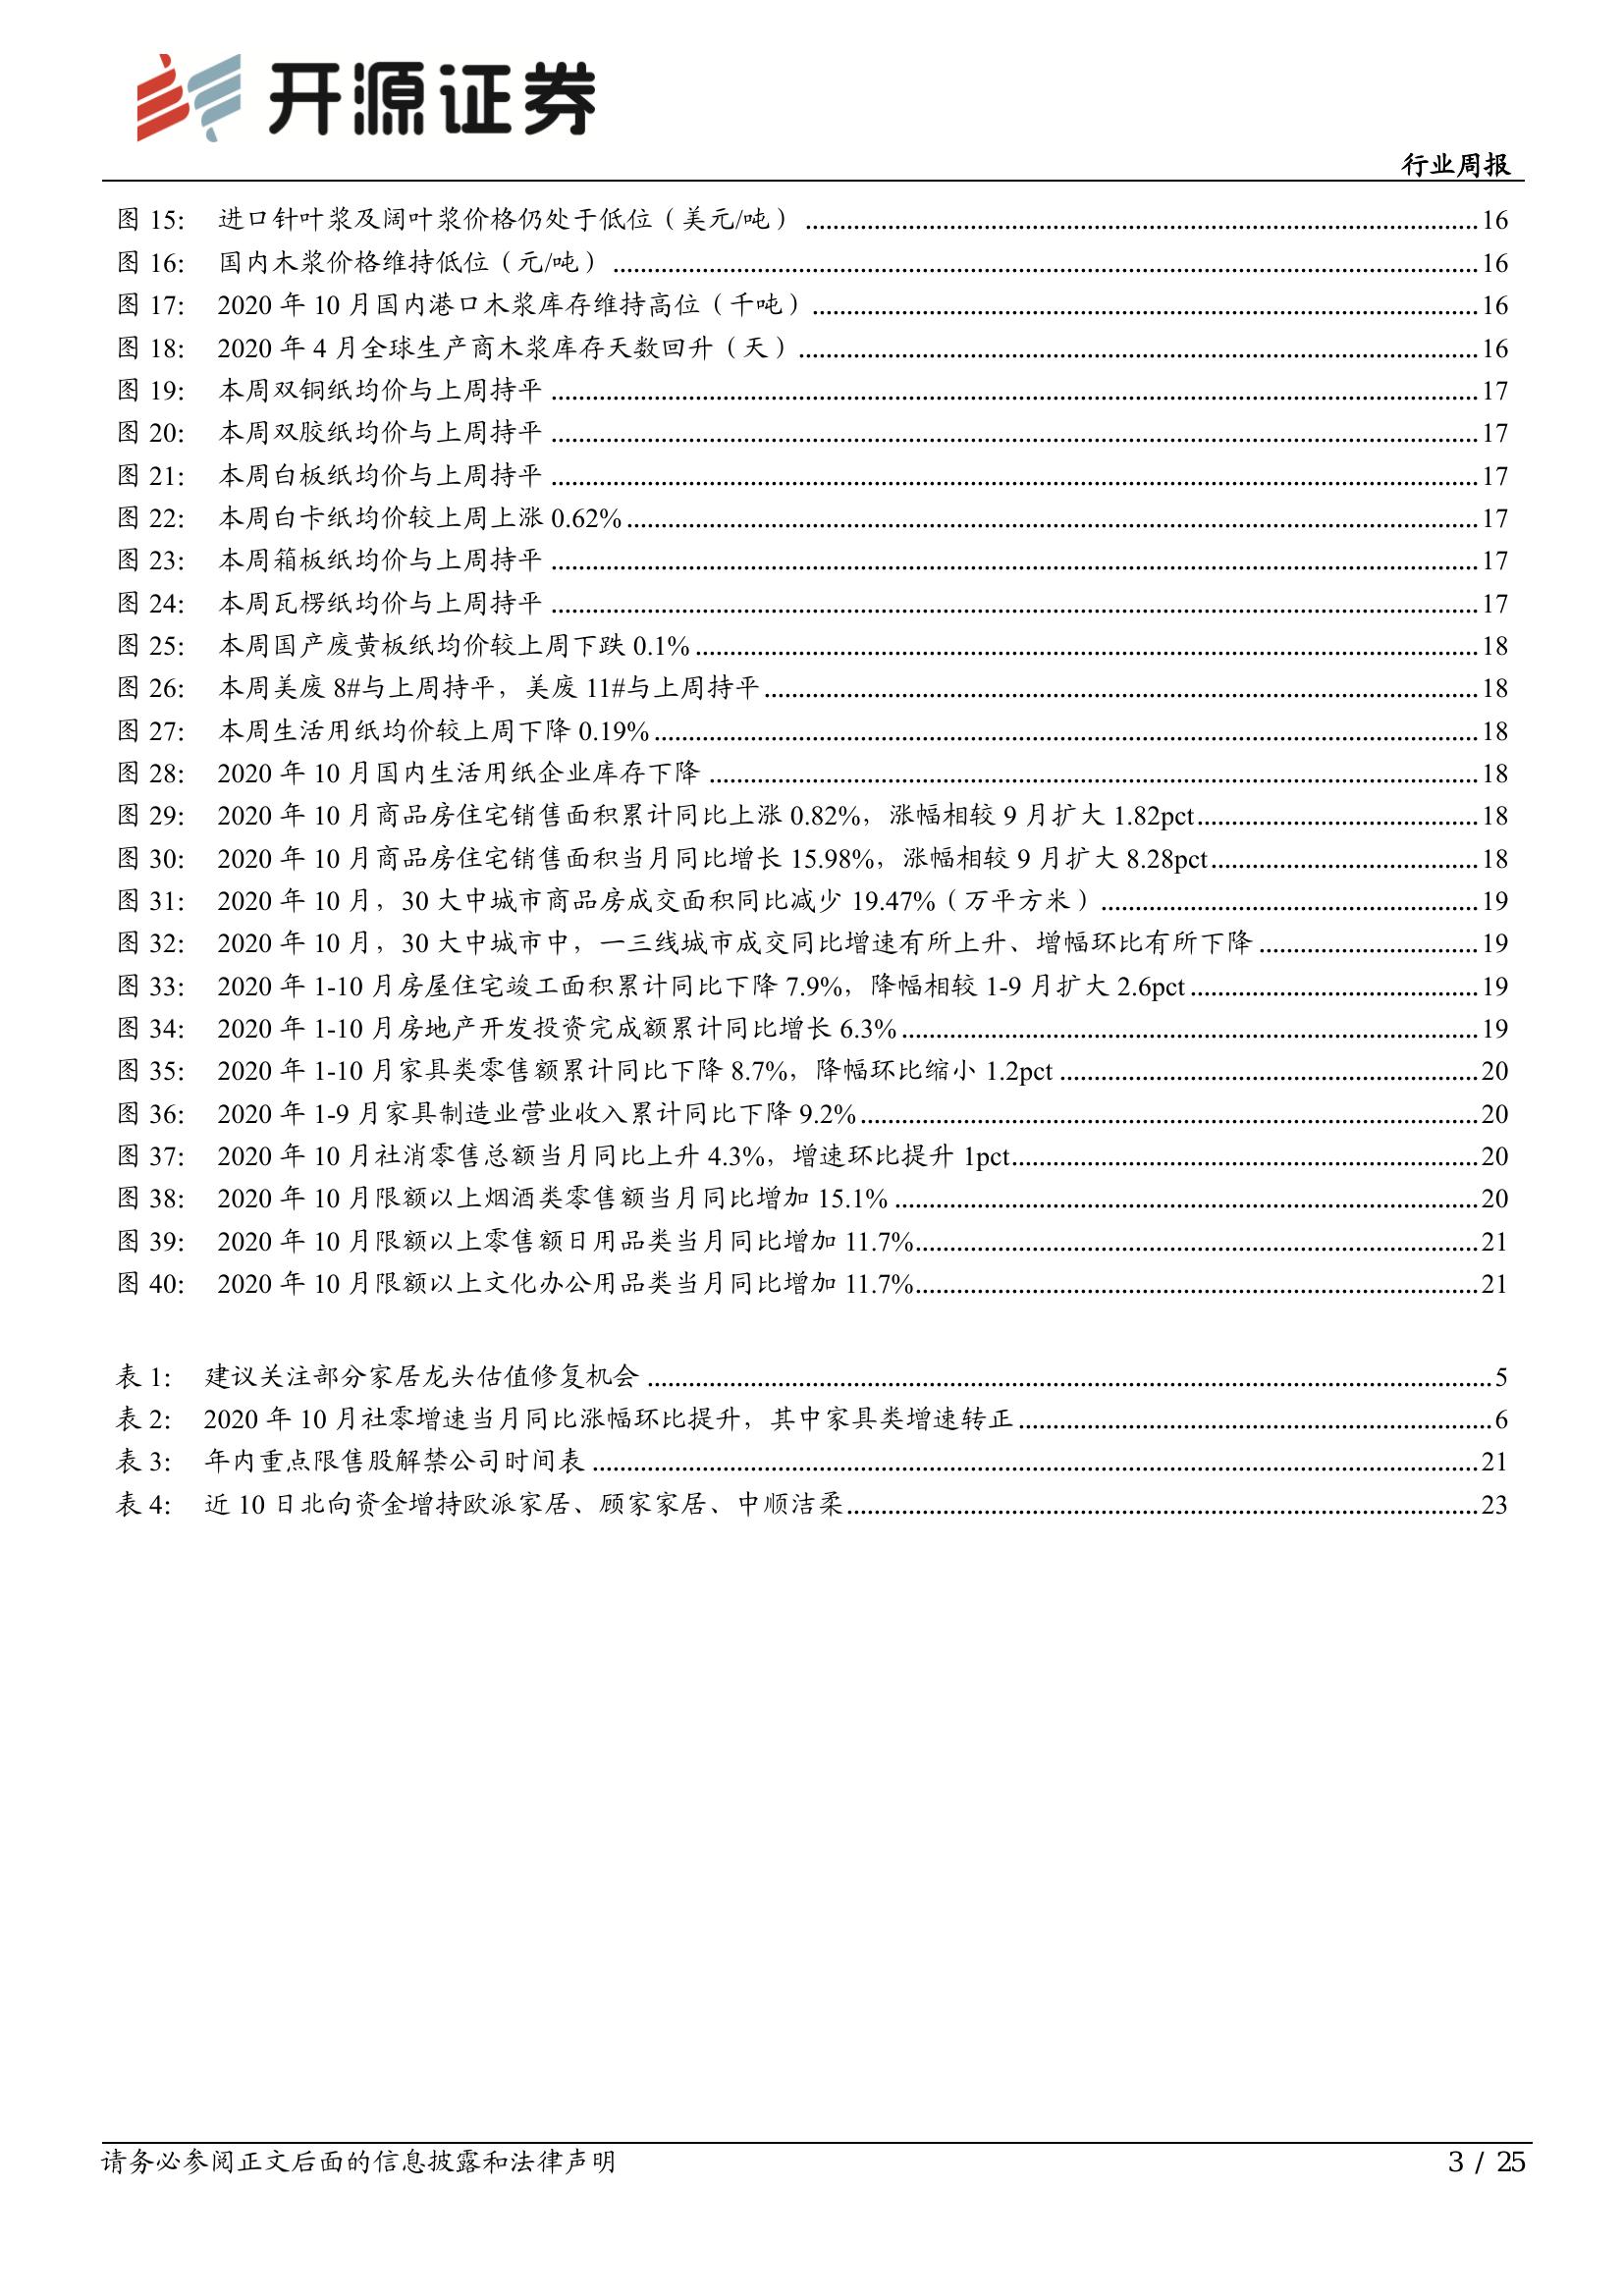 开源证券
行业周报
图 15: 进口针叶浆及阔叶浆价格仍处于低位（美元/吨） 16
图 16: 国内木浆价格维持低位（元/吨） 16
图 17: 2020 年 10 月国内港口木浆库存维持高位（千吨） 16
图 18: 2020 年 4 月全球生产商木浆库存天数回升（天） 16
图 19: 本周双铜纸均价与上周持平 17
图 20: 本周双胶纸均价与上周持平 17
图 21: 本周白板纸均价与上周持平 17
图 22: 本周白卡纸均价较上周上涨 0.62% 17
图 23: 本周箱板纸均价与上周持平 17
图 24: 本周瓦楞纸均价与上周持平 17
图 25: 本周国产废黄板纸均价较上周下跌 0.1% 18
图 26: 本周美废 8#与上周持平，美废 11#与上周持平 18
图 27: 本周生活用纸均价较上周下降 0.19% 18
图 28: 2020 年 10 月国内生活用纸企业库存下降 18
图 29: 2020 年 10 月商品房住宅销售面积累计同比上涨 0.82%，涨幅相较 9 月扩大 1.82pct 18
图 30: 2020 年 10 月商品房住宅销售面积当月同比增长 15.98%，涨幅相较 9 月扩大 8.28pct 18
图 31: 2020 年 10 月，30 大中城市商品房成交面积同比减少 19.47%（万平方米） 19
图 32: 2020 年 10 月，30 大中城市中，一三线城市成交同比增速有所上升、增幅环比有所下降 19
图 33: 2020 年 1-10 月房屋住宅竣工面积累计同比下降 7.9%，降幅相较 1-9 月扩大 2.6pct 19
图 34: 2020 年 1-10 月房地产开发投资完成额累计同比增长 6.3% 19
图 35: 2020 年 1-10 月家具类零售额累计同比下降 8.7%，降幅环比缩小 1.2pct 20
图 36: 2020 年 1-9 月家具制造业营业收入累计同比下降 9.2% 20
图 37: 2020 年 10 月社消零售总额当月同比上升 4.3%，增速环比提升 1pct 20
图 38: 2020 年 10 月限额以上烟酒类零售额当月同比增加 15.1% 20
图 39: 2020 年 10 月限额以上零售额日用品类当月同比增加 11.7% 21
图 40: 2020 年 10 月限额以上文化办公用品类当月同比增加 11.7% 21
表 1: 建议关注部分家居龙头估值修复机会 5
表 2: 2020 年 10 月社零增速当月同比涨幅环比提升，其中家具类增速转正 6
表 3: 年内重点限售股解禁公司时间表 21
表 4: 近 10 日北向资金增持欧派家居、顾家家居、中顺洁柔 23
请务必参阅正文后面的信息披露和法律声明 3 / 25